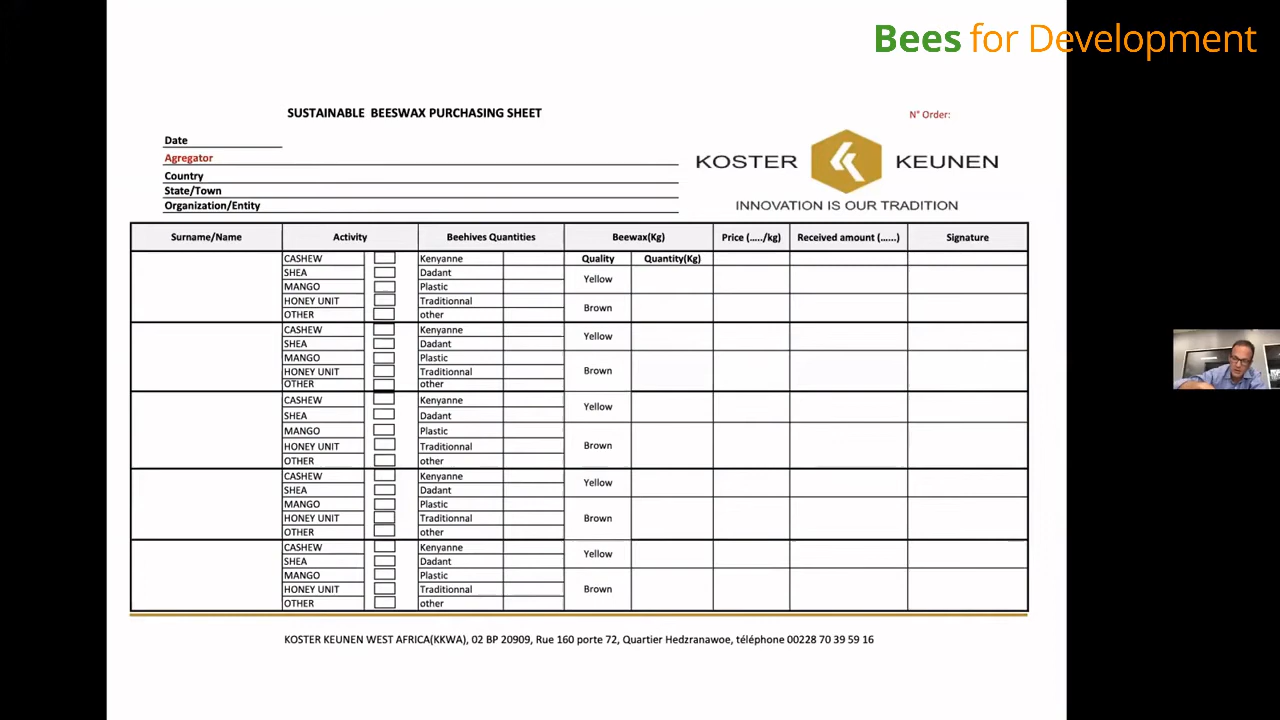 Bees for Development
SUSTAINABLE BEESWAX PURCHASING SHEET
N° Order:
Date
Agregator
Country
State/Town
Organization/Entity
KOSTER KEUNEN
INNOVATION IS OUR TRADITION
Surname/Name Activity Beehives Quantities Beewax(Kg) Price (...../kg) Received amount (......) Signature
CASHEW Kenyanne Quality Quantity(Kg)
SHEA Dadant
Yellow
MANGO Plastic
HONEY UNIT Traditionnal
Brown
OTHER other
CASHEW Kenyanne
Yellow
SHEA Dadant
MANGO Plastic
Brown
HONEY UNIT Traditionnal
OTHER other
CASHEW Kenyanne
Yellow
SHEA Dadant
MANGO Plastic
Brown
HONEY UNIT Traditionnal
OTHER other
CASHEW Kenyanne
Yellow
SHEA Dadant
MANGO Plastic
Brown
HONEY UNIT Traditionnal
OTHER other
CASHEW Kenyanne
Yellow
SHEA Dadant
MANGO Plastic
Brown
HONEY UNIT Traditionnal
OTHER other
KOSTER KEUNEN WEST AFRICA(KKWA), 02 BP 20909, Rue 160 porte 72, Quartier Hedzranawoe, téléphone 00228 70 39 59 16